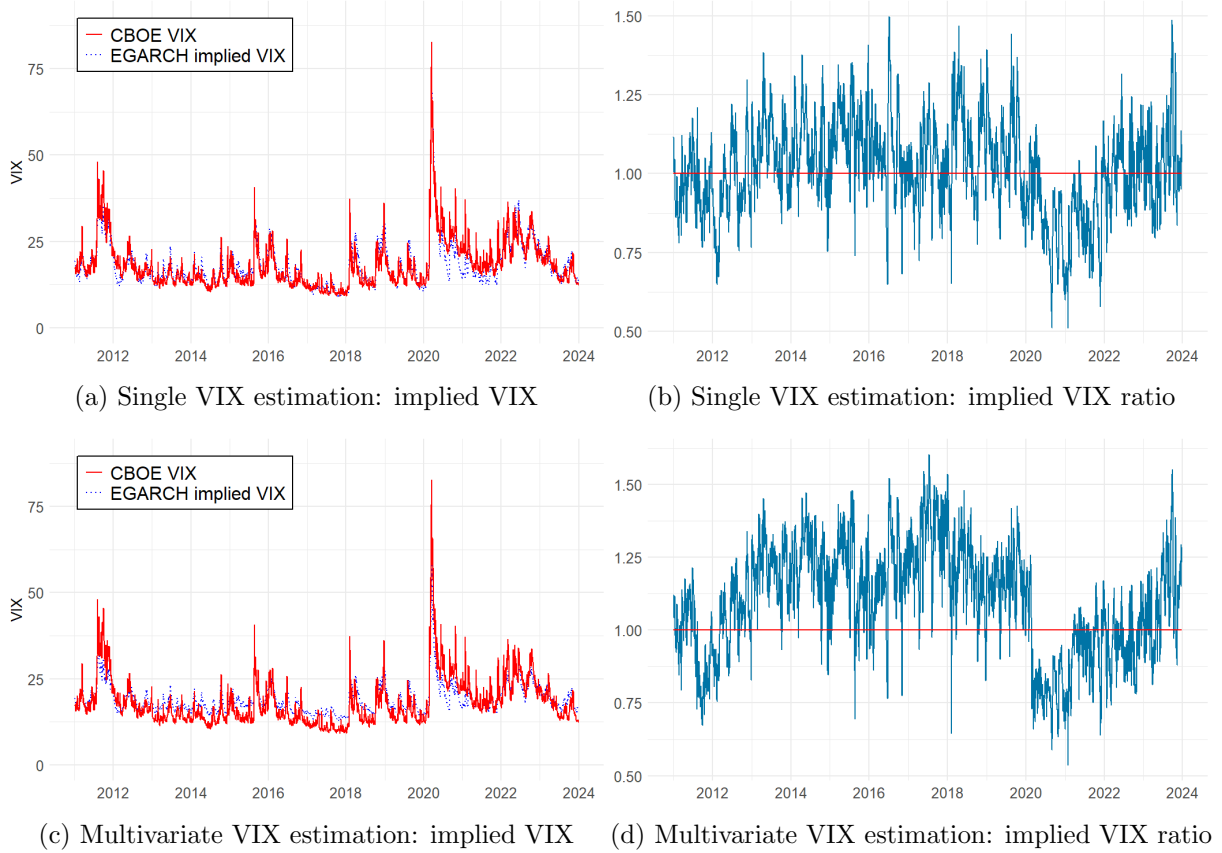 CBOE VIX
EGARCH implied VIX
VIX
75
50
25
0
2012 2014 2016 2018 2020 2022 2024
(a) Single VIX estimation: implied VIX
1.50
1.25
1.00
0.75
0.50
2012 2014 2016 2018 2020 2022 2024
(b) Single VIX estimation: implied VIX ratio
CBOE VIX
EGARCH implied VIX
VIX
75
50
25
0
2012 2014 2016 2018 2020 2022 2024
(c) Multivariate VIX estimation: implied VIX
1.50
1.25
1.00
0.75
0.50
2012 2014 2016 2018 2020 2022 2024
(d) Multivariate VIX estimation: implied VIX ratio